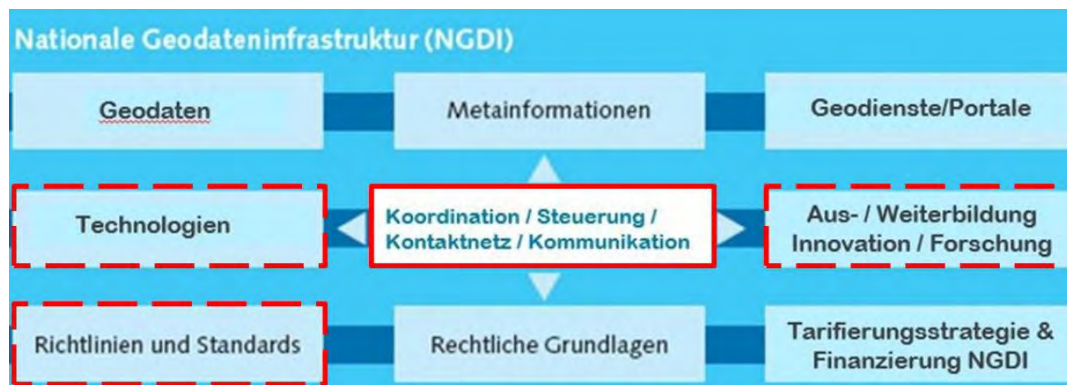 Nationale Geodateninfrastruktur (NGDI)
Geodaten
Metainformationen
Geodienste/Portale
Technologien
Koordination / Steuerung /
Kontaktnetz / Kommunikation
Aus- / Weiterbildung
Innovation / Forschung
Richtlinien und Standards
Rechtliche Grundlagen
Tarifierungsstrategie &
Finanzierung NGDI